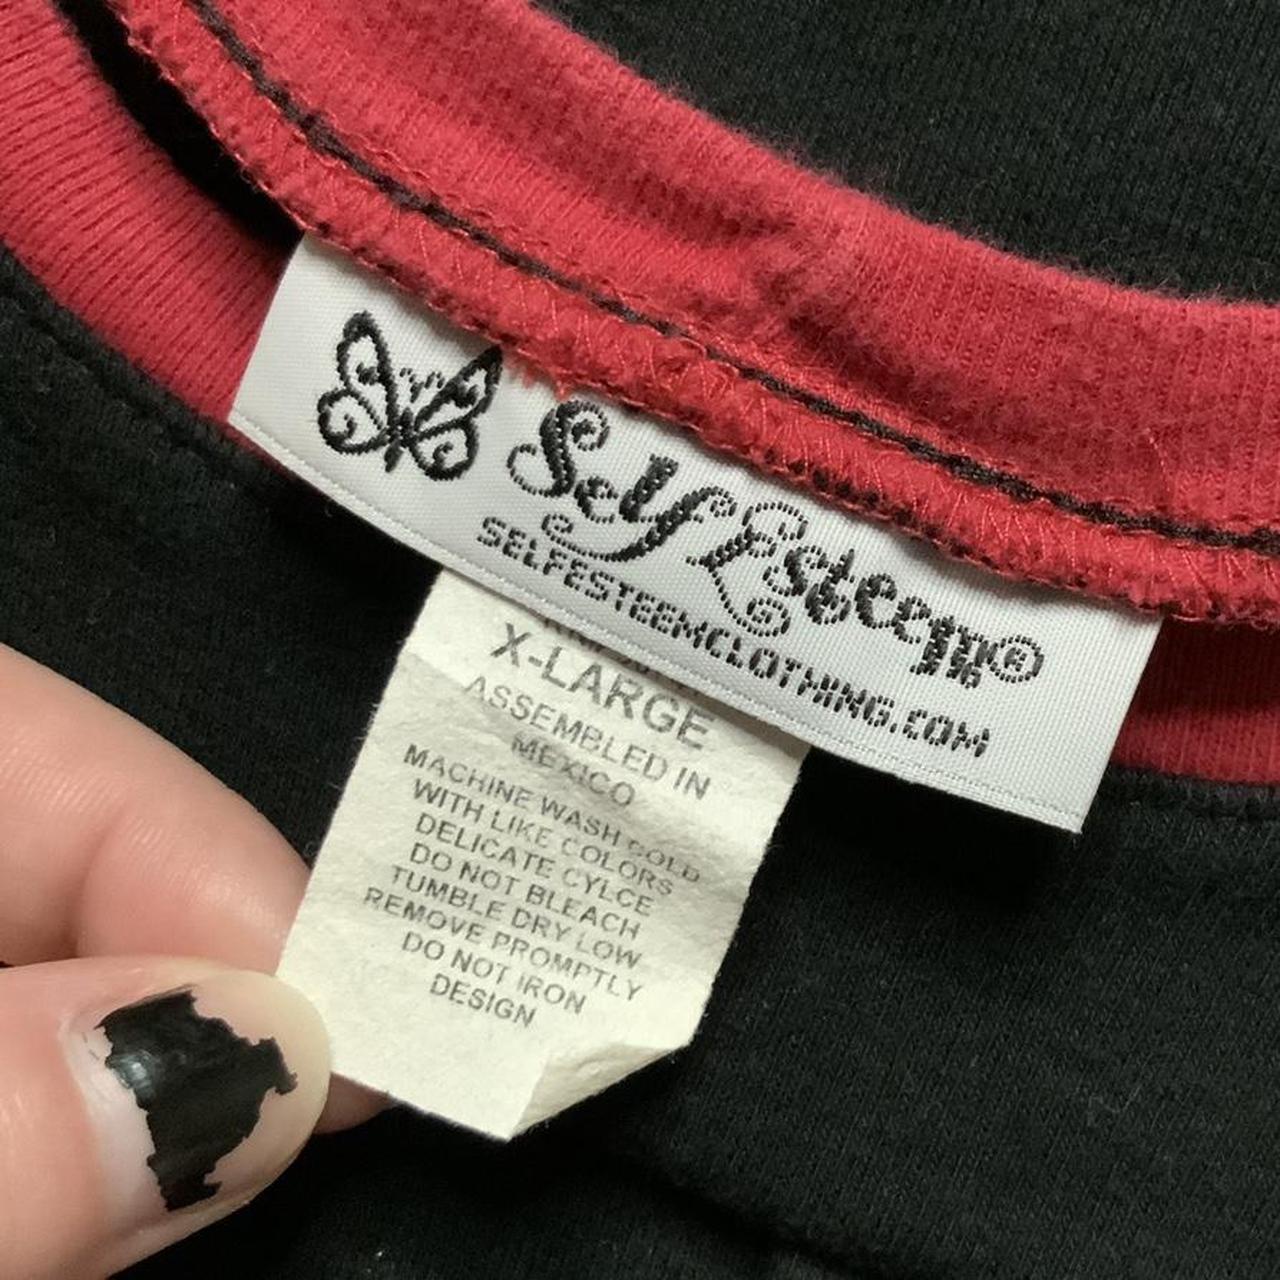 Self Esteem®
SELFESTEEMCLOTHING.COM
X-LARGE
ASSEMBLED IN
MEXICO
MACHINE WASH COLD
WITH LIKE COLORS
DELICATE CYLCE
DO NOT BLEACH
TUMBLE DRY LOW
REMOVE PROMPTLY
DO NOT IRON
DESIGN